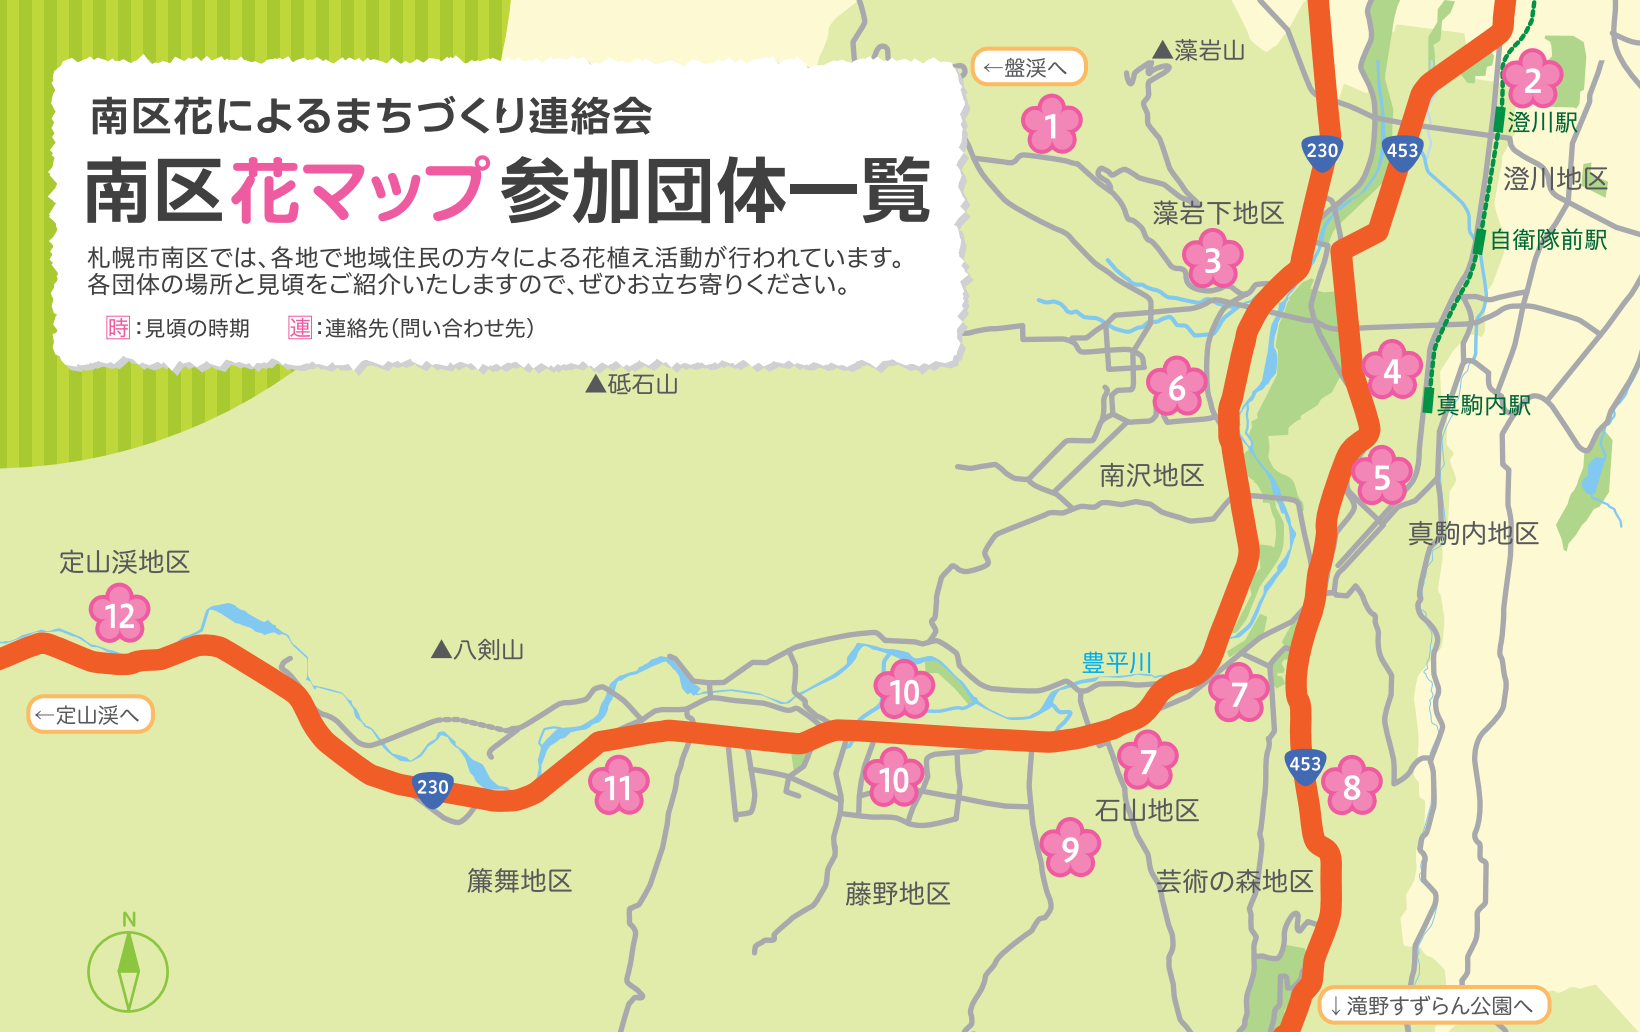 南区花によるまちづくり連絡会
南区花マップ参加団体一覧
札幌市南区では、各地で地域住民の方々による花植え活動が行われています。
各団体の場所と見頃をご紹介いたしますので、ぜひお立ち寄りください。
時：見頃の時期　連：連絡先（問い合わせ先）
←盤渓へ
▲藻岩山
1
2
澄川駅
230
453
澄川地区
藻岩下地区
自衛隊前駅
3
4
▲砥石山
6
真駒内駅
5
南沢地区
真駒内地区
定山渓地区
12
▲八剣山
豊平川
10
7
←定山渓へ
230
11
10
7
453
8
石山地区
9
簾舞地区
藤野地区
芸術の森地区
N
↓滝野すずらん公園へ